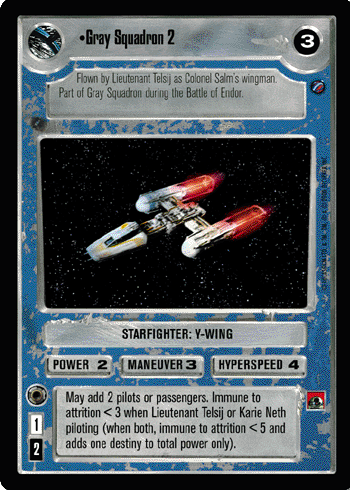 •Gray Squadron 2
3
Flown by Lieutenant Telsij as Colonel Salm's wingman.
Part of Gray Squadron during the Battle of Endor.
STARFIGHTER: Y-WING
POWER 2 MANEUVER 3 HYPERSPEED 4
May add 2 pilots or passengers. Immune to
attrition < 3 when Lieutenant Telsij or Karie Neth
piloting (when both, immune to attrition < 5 and
adds one destiny to total power only).
1
2